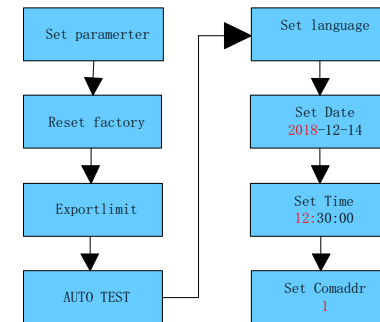 Set paramerter
Reset factory
Exportlimit
AUTO TEST
Set language
Set Date
2018-12-14
Set Time
12:30:00
Set Comaddr
1